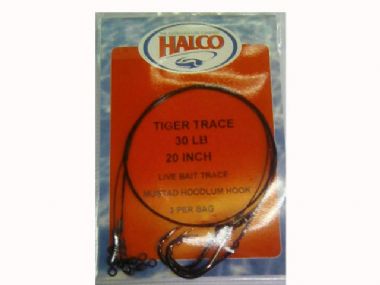 HALCO
TIGER TRACE
30 LB
20 INCH
LIVE BAIT TRACE
MUSTAD HOODLUM HOOK
3 PER BAG